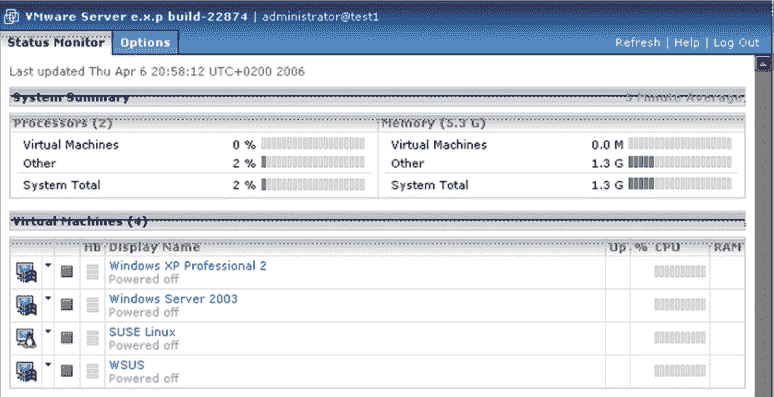 VMware Server e.x.p build-22874 | administrator@test1
Status Monitor Options Refresh | Help | Log Out
Last updated Thu Apr 6 20:58:12 UTC+0200 2006
System Summary 5 Minute Average
Processors (2) Memory (5.3 G)
Virtual Machines 0 % Virtual Machines 0.0 M
Other 2 % Other 1.3 G
System Total 2 % System Total 1.3 G
Virtual Machines (4)
HB Display Name Up % CPU RAM
Windows XP Professional 2
Powered off
Windows Server 2003
Powered off
SUSE Linux
Powered off
WSUS
Powered off